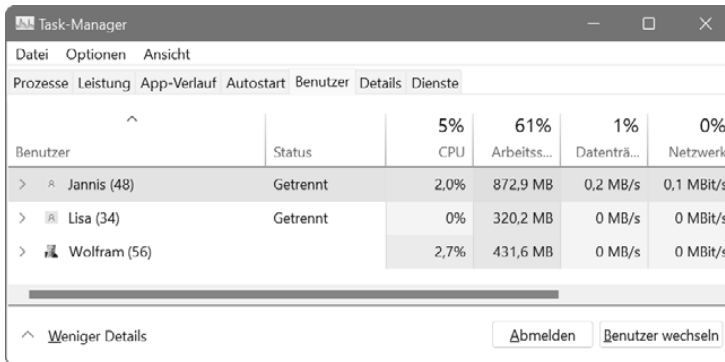 Task-Manager
Datei Optionen Ansicht
Prozesse Leistung App-Verlauf Autostart Benutzer Details Dienste
5% 61% 1% 0%
Benutzer Status CPU Arbeitss... Datenträ... Netzwerk
Jannis (48) Getrennt 2,0% 872,9 MB 0,2 MB/s 0,1 MBit/s
Lisa (34) Getrennt 0% 320,2 MB 0 MB/s 0 MBit/s
Wolfram (56) 2,7% 431,6 MB 0 MB/s 0 MBit/s
Weniger Details Abmelden Benutzer wechseln